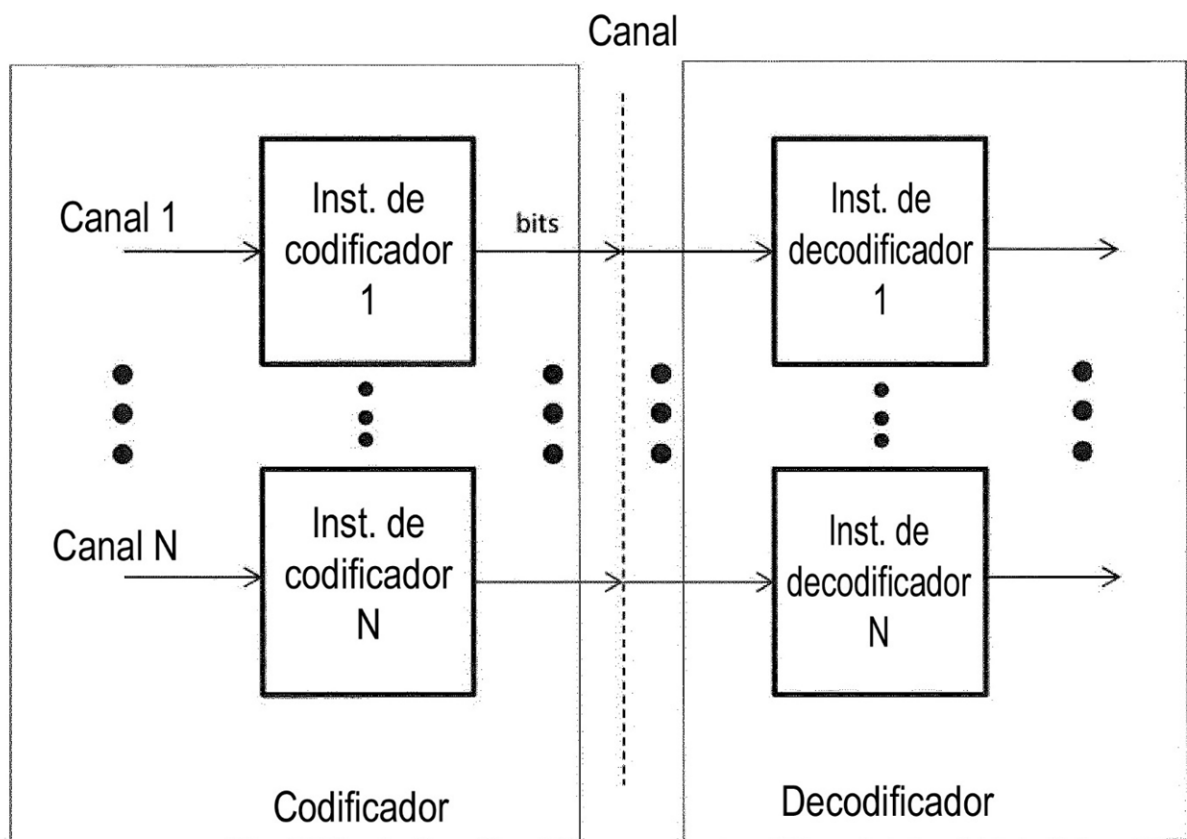 Canal
Canal 1
Inst. de
codificador
1
bits
Inst. de
decodificador
1
Canal N
Inst. de
codificador
N
Inst. de
decodificador
N
Codificador
Decodificador